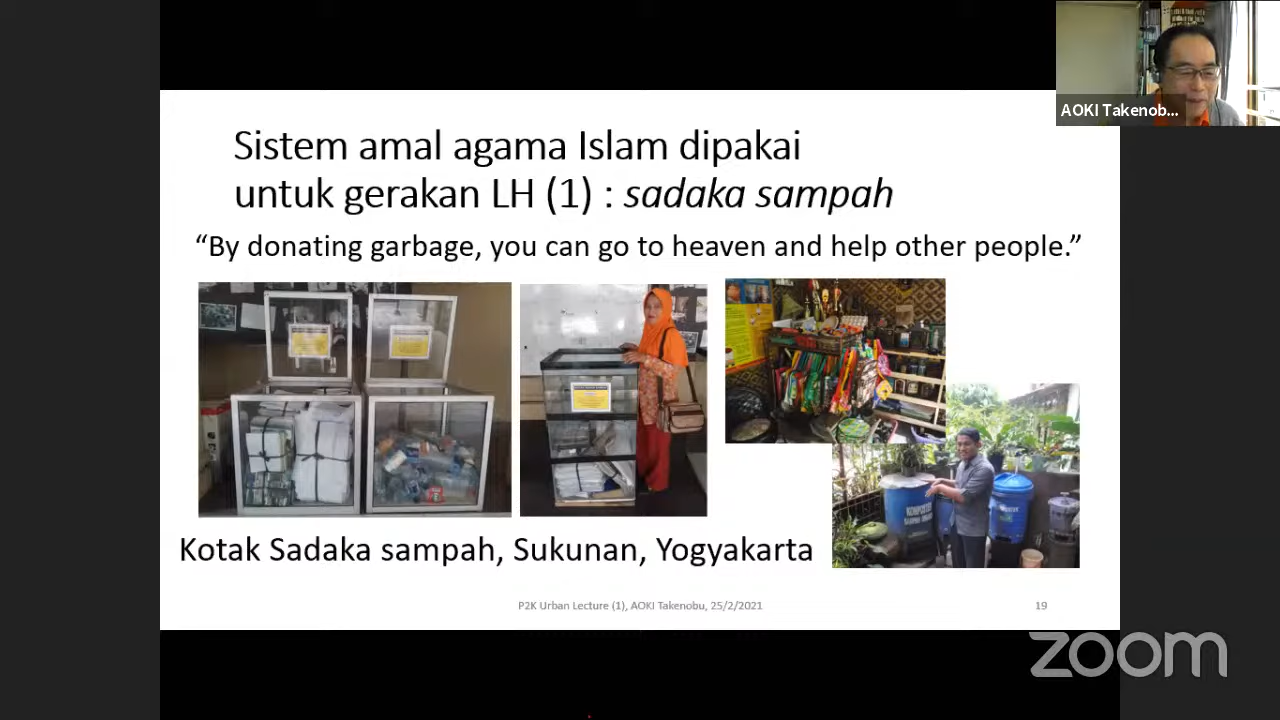 AOKI Takenob...
Sistem amal agama Islam dipakai
untuk gerakan LH (1) : sadaka sampah
“By donating garbage, you can go to heaven and help other people.”
KOMPOSTER
Kotak Sadaka sampah, Sukunan, Yogyakarta
P2K Urban Lecture (1), AOKI Takenobu, 25/2/2021
19
zoom